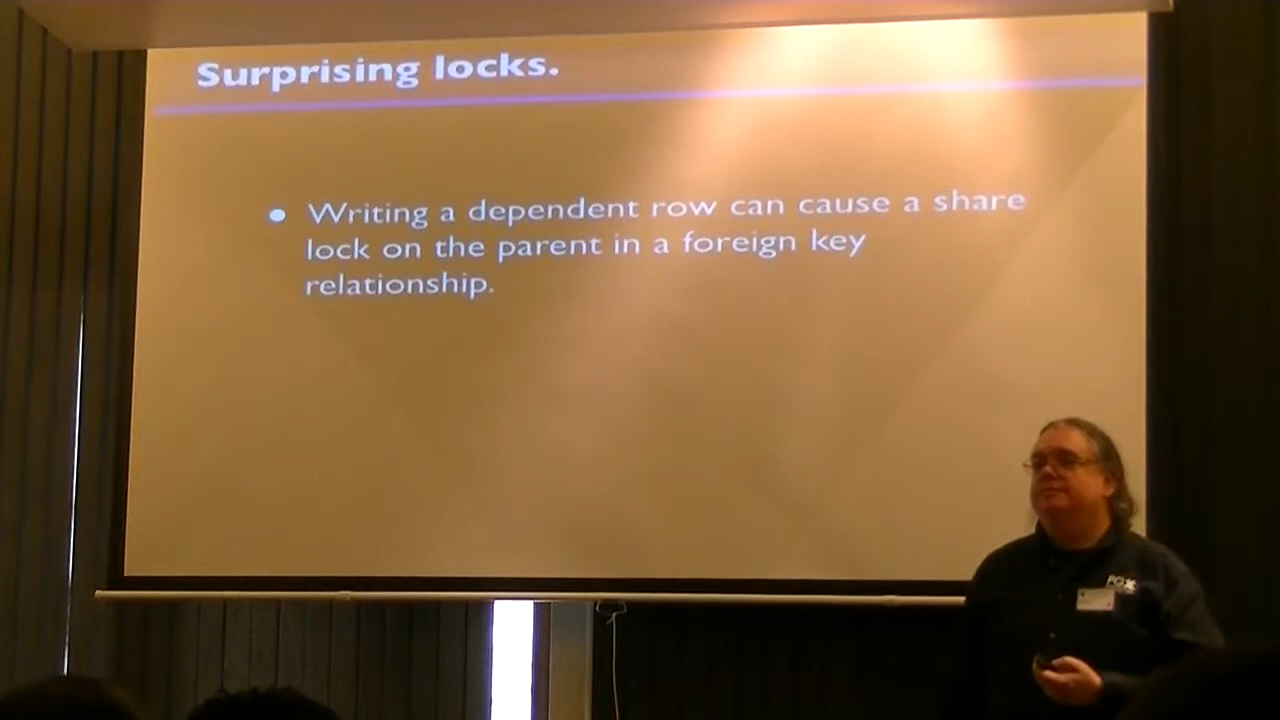 Surprising locks.
• Writing a dependent row can cause a share
lock on the parent in a foreign key
relationship.